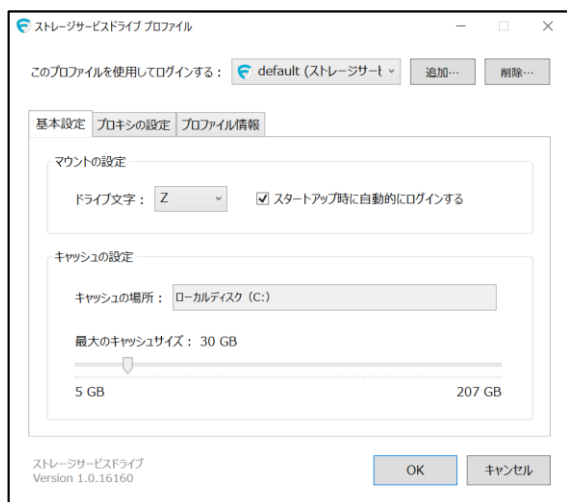 ストレージサービスドライブ プロファイル
このプロファイルを使用してログインする： default (ストレージサーt 追加… 削除…
基本設定 プロキシの設定 プロファイル情報
マウントの設定
ドライブ文字： Z スタートアップ時に自動的にログインする
キャッシュの設定
キャッシュの場所： ローカルディスク (C:)
最大のキャッシュサイズ： 30 GB
5 GB 207 GB
ストレージサービスドライブ
Version 1.0.16160
OK キャンセル